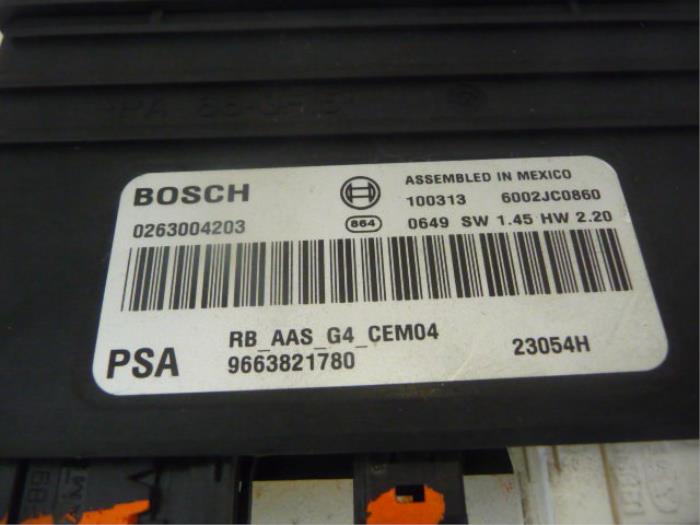 BOSCH
ASSEMBLED IN MEXICO
100313 6002JC0860
0263004203
864 0649 SW 1.45 HW 2.20
RB_AAS_G4_CEM04
PSA 9663821780 23054H